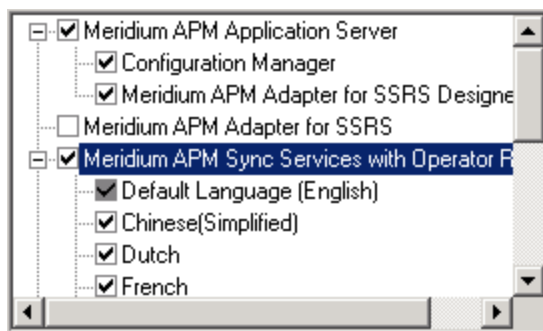 Meridium APM Application Server
Configuration Manager
Meridium APM Adapter for SSRS Designe
Meridium APM Adapter for SSRS
Meridium APM Sync Services with Operator R
Default Language (English)
Chinese(Simplified)
Dutch
French